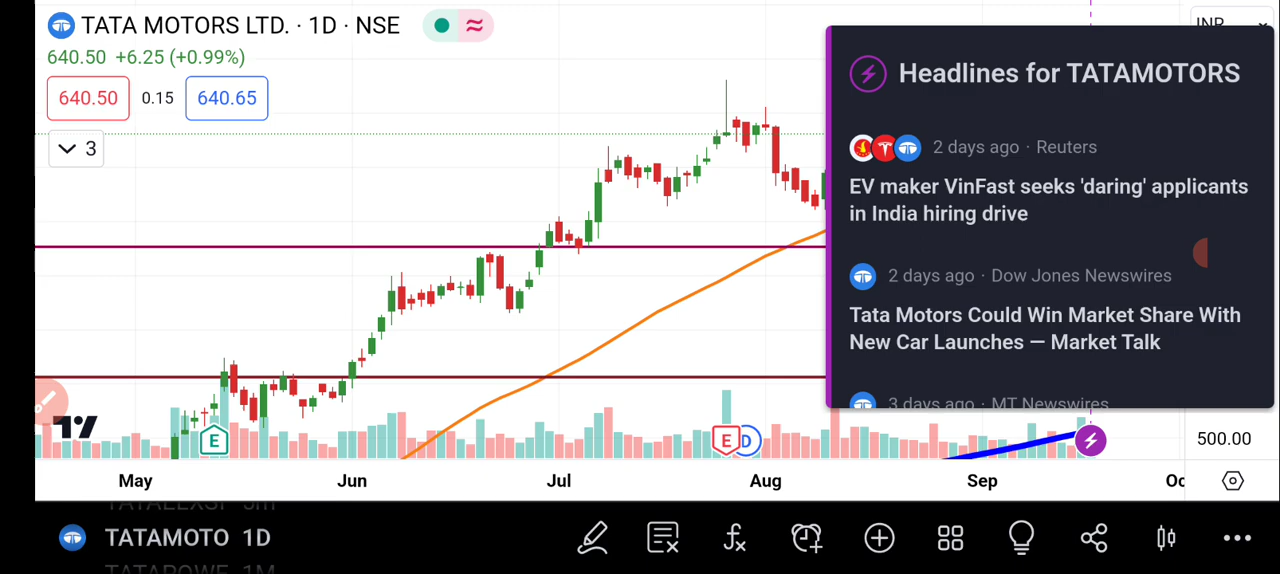 TATA MOTORS LTD. · 1D · NSE
640.50 +6.25 (+0.99%)
640.50 0.15 640.65
3
INR
Headlines for TATAMOTORS
2 days ago · Reuters
EV maker VinFast seeks 'daring' applicants
in India hiring drive
2 days ago · Dow Jones Newswires
Tata Motors Could Win Market Share With
New Car Launches — Market Talk
3 days ago · MT Newswires
E E D
500.00
May Jun Jul Aug Sep Oc
TATAELXSI 3m
TATAMOTO 1D
TATAPOWE 1M